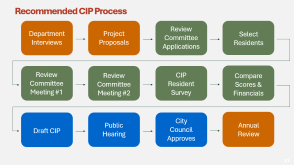 Recommended CIP Process
Department
Interviews
Project
Proposals
Review
Committee
Applications
Select
Residents
Review
Committee
Meeting #1
Review
Committee
Meeting #2
CIP
Resident
Survey
Compare
Scores &
Financials
Draft CIP
Public
Hearing
City
Council
Approves
Annual
Review